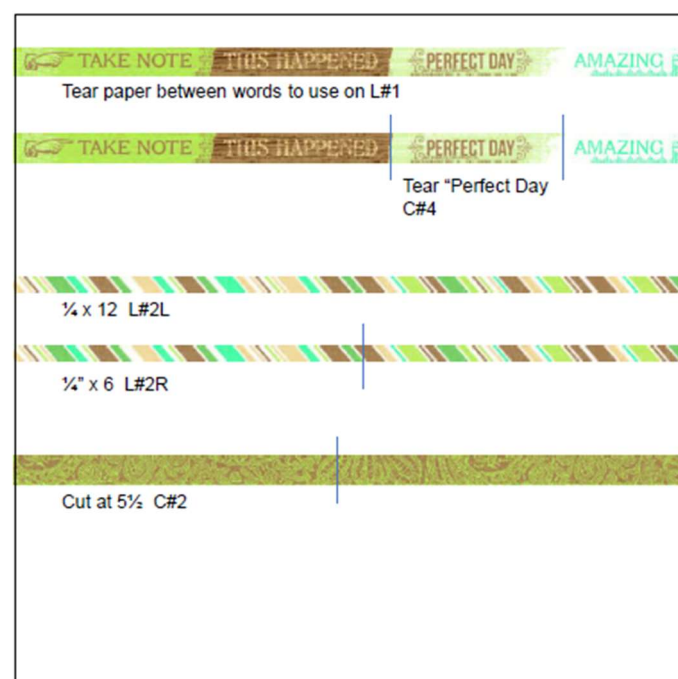 TAKE NOTE THIS HAPPENED PERFECT DAY AMAZING
Tear paper between words to use on L#1
TAKE NOTE THIS HAPPENED PERFECT DAY AMAZING
Tear “Perfect Day
C#4
¼ x 12 L#2L
¼” x 6 L#2R
Cut at 5½ C#2